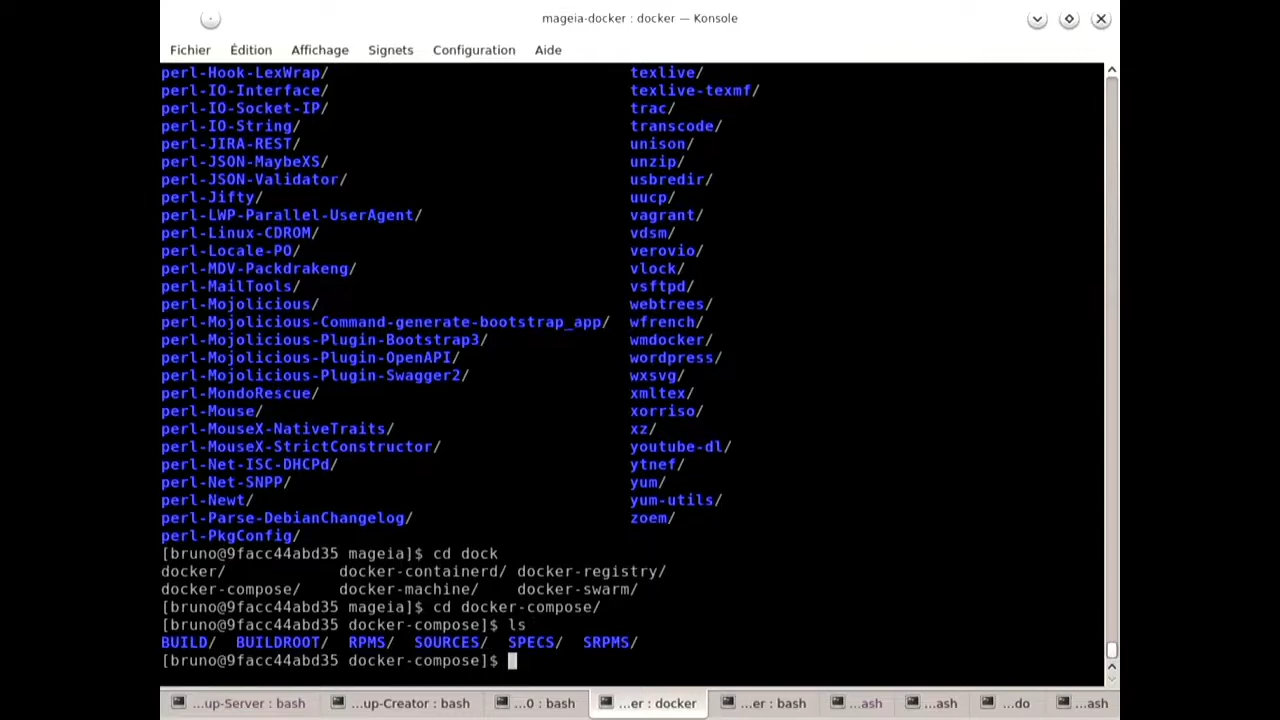 mageia-docker : docker — Konsole
Fichier Édition Affichage Signets Configuration Aide
perl-Hook-LexWrap/ texlive/
perl-IO-Interface/ texlive-texmf/
perl-IO-Socket-IP/ trac/
perl-IO-String/ transcode/
perl-JIRA-REST/ unison/
perl-JSON-MaybeXS/ unzip/
perl-JSON-Validator/ usbredir/
perl-Jifty/ uucp/
perl-LWP-Parallel-UserAgent/ vagrant/
perl-Linux-CDROM/ vdsm/
perl-Locale-PO/ verovio/
perl-MDV-Packdrakeng/ vlock/
perl-MailTools/ vsftpd/
perl-Mojolicious/ webtrees/
perl-Mojolicious-Command-generate-bootstrap_app/ wfrench/
perl-Mojolicious-Plugin-Bootstrap3/ wmdocker/
perl-Mojolicious-Plugin-OpenAPI/ wordpress/
perl-Mojolicious-Plugin-Swagger2/ wxsvg/
perl-MondoRescue/ xmltex/
perl-Mouse/ xorriso/
perl-MouseX-NativeTraits/ xz/
perl-MouseX-StrictConstructor/ youtube-dl/
perl-Net-ISC-DHCPd/ ytnef/
perl-Net-SNPP/ yum/
perl-Newt/ yum-utils/
perl-Parse-DebianChangelog/ zoem/
perl-PkgConfig/
[bruno@9facc44abd35 mageia]$ cd dock
docker/ docker-containerd/ docker-registry/
docker-compose/ docker-machine/ docker-swarm/
[bruno@9facc44abd35 mageia]$ cd docker-compose/
[bruno@9facc44abd35 docker-compose]$ ls
BUILD/ BUILDROOT/ RPMS/ SOURCES/ SPECS/ SRPMS/
[bruno@9facc44abd35 docker-compose]$
...up-Server : bash ...up-Creator : bash ...0 : bash ...er : docker ...er : bash ...ash ...ash ...do ...ash